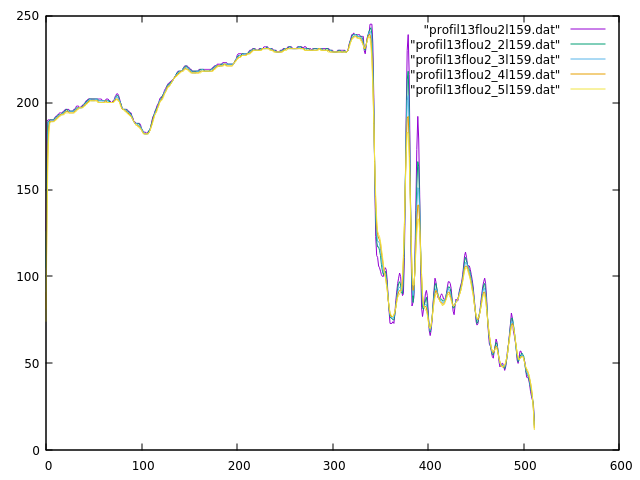 250
200
150
100
50
0
"profil13flou2l159.dat"
"profil13flou2_2l159.dat"
"profil13flou2_3l159.dat"
"profil13flou2_4l159.dat"
"profil13flou2_5l159.dat"
0 100 200 300 400 500 600